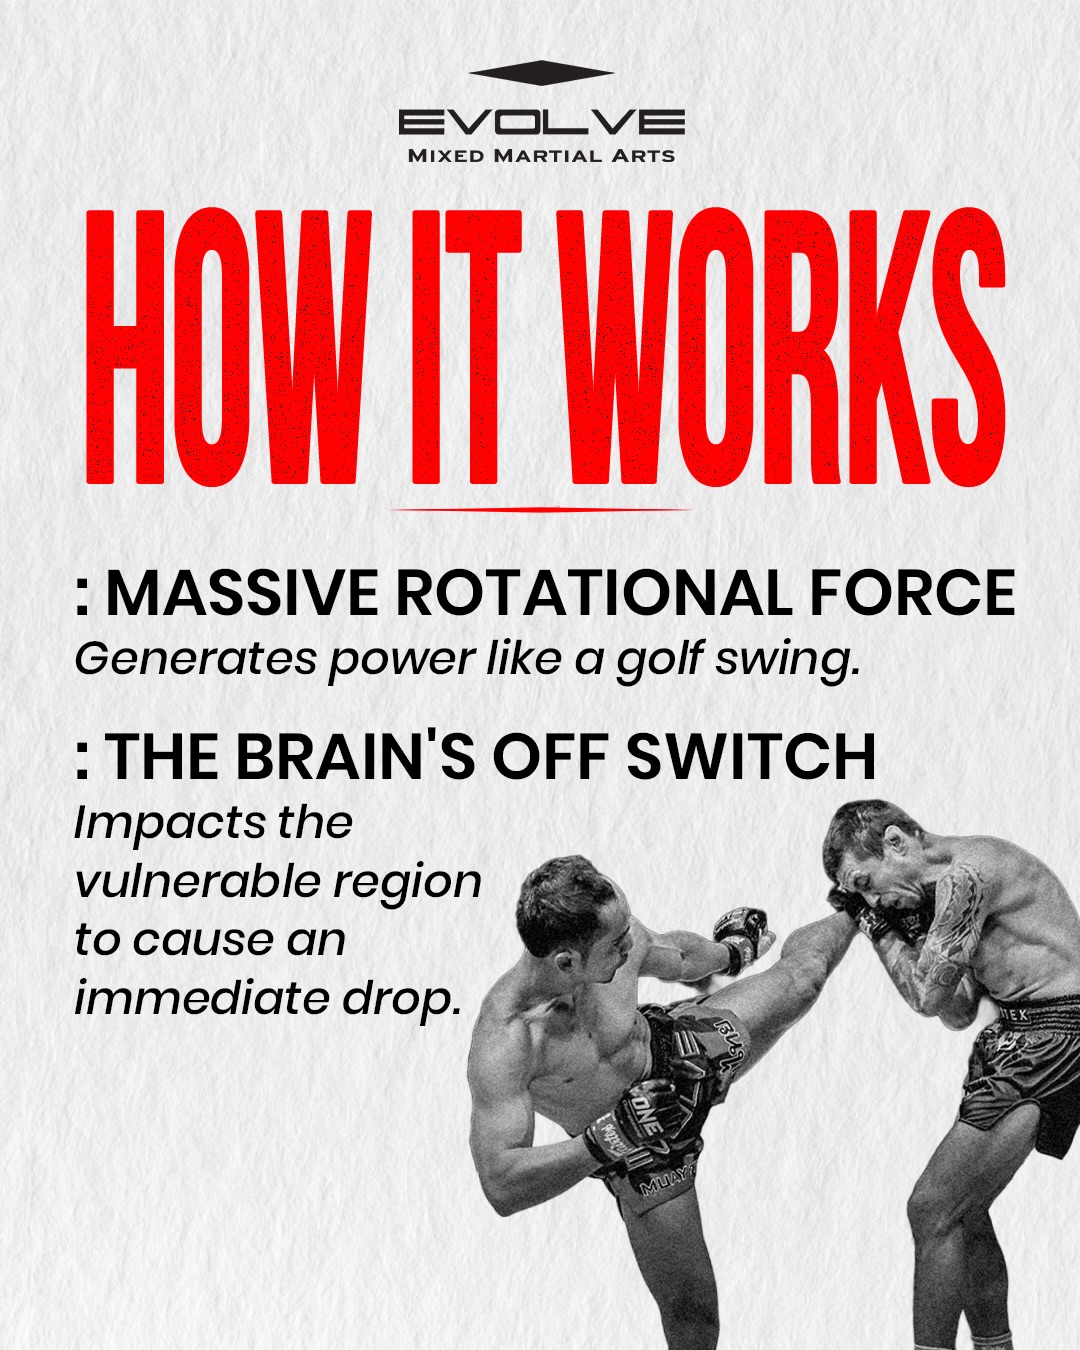 EVOLVE
MIXED MARTIAL ARTS
HOW IT WORKS
: MASSIVE ROTATIONAL FORCE
Generates power like a golf swing.
: THE BRAIN'S OFF SWITCH
Impacts the
vulnerable region
to cause an
immediate drop.
ONE
MUAY